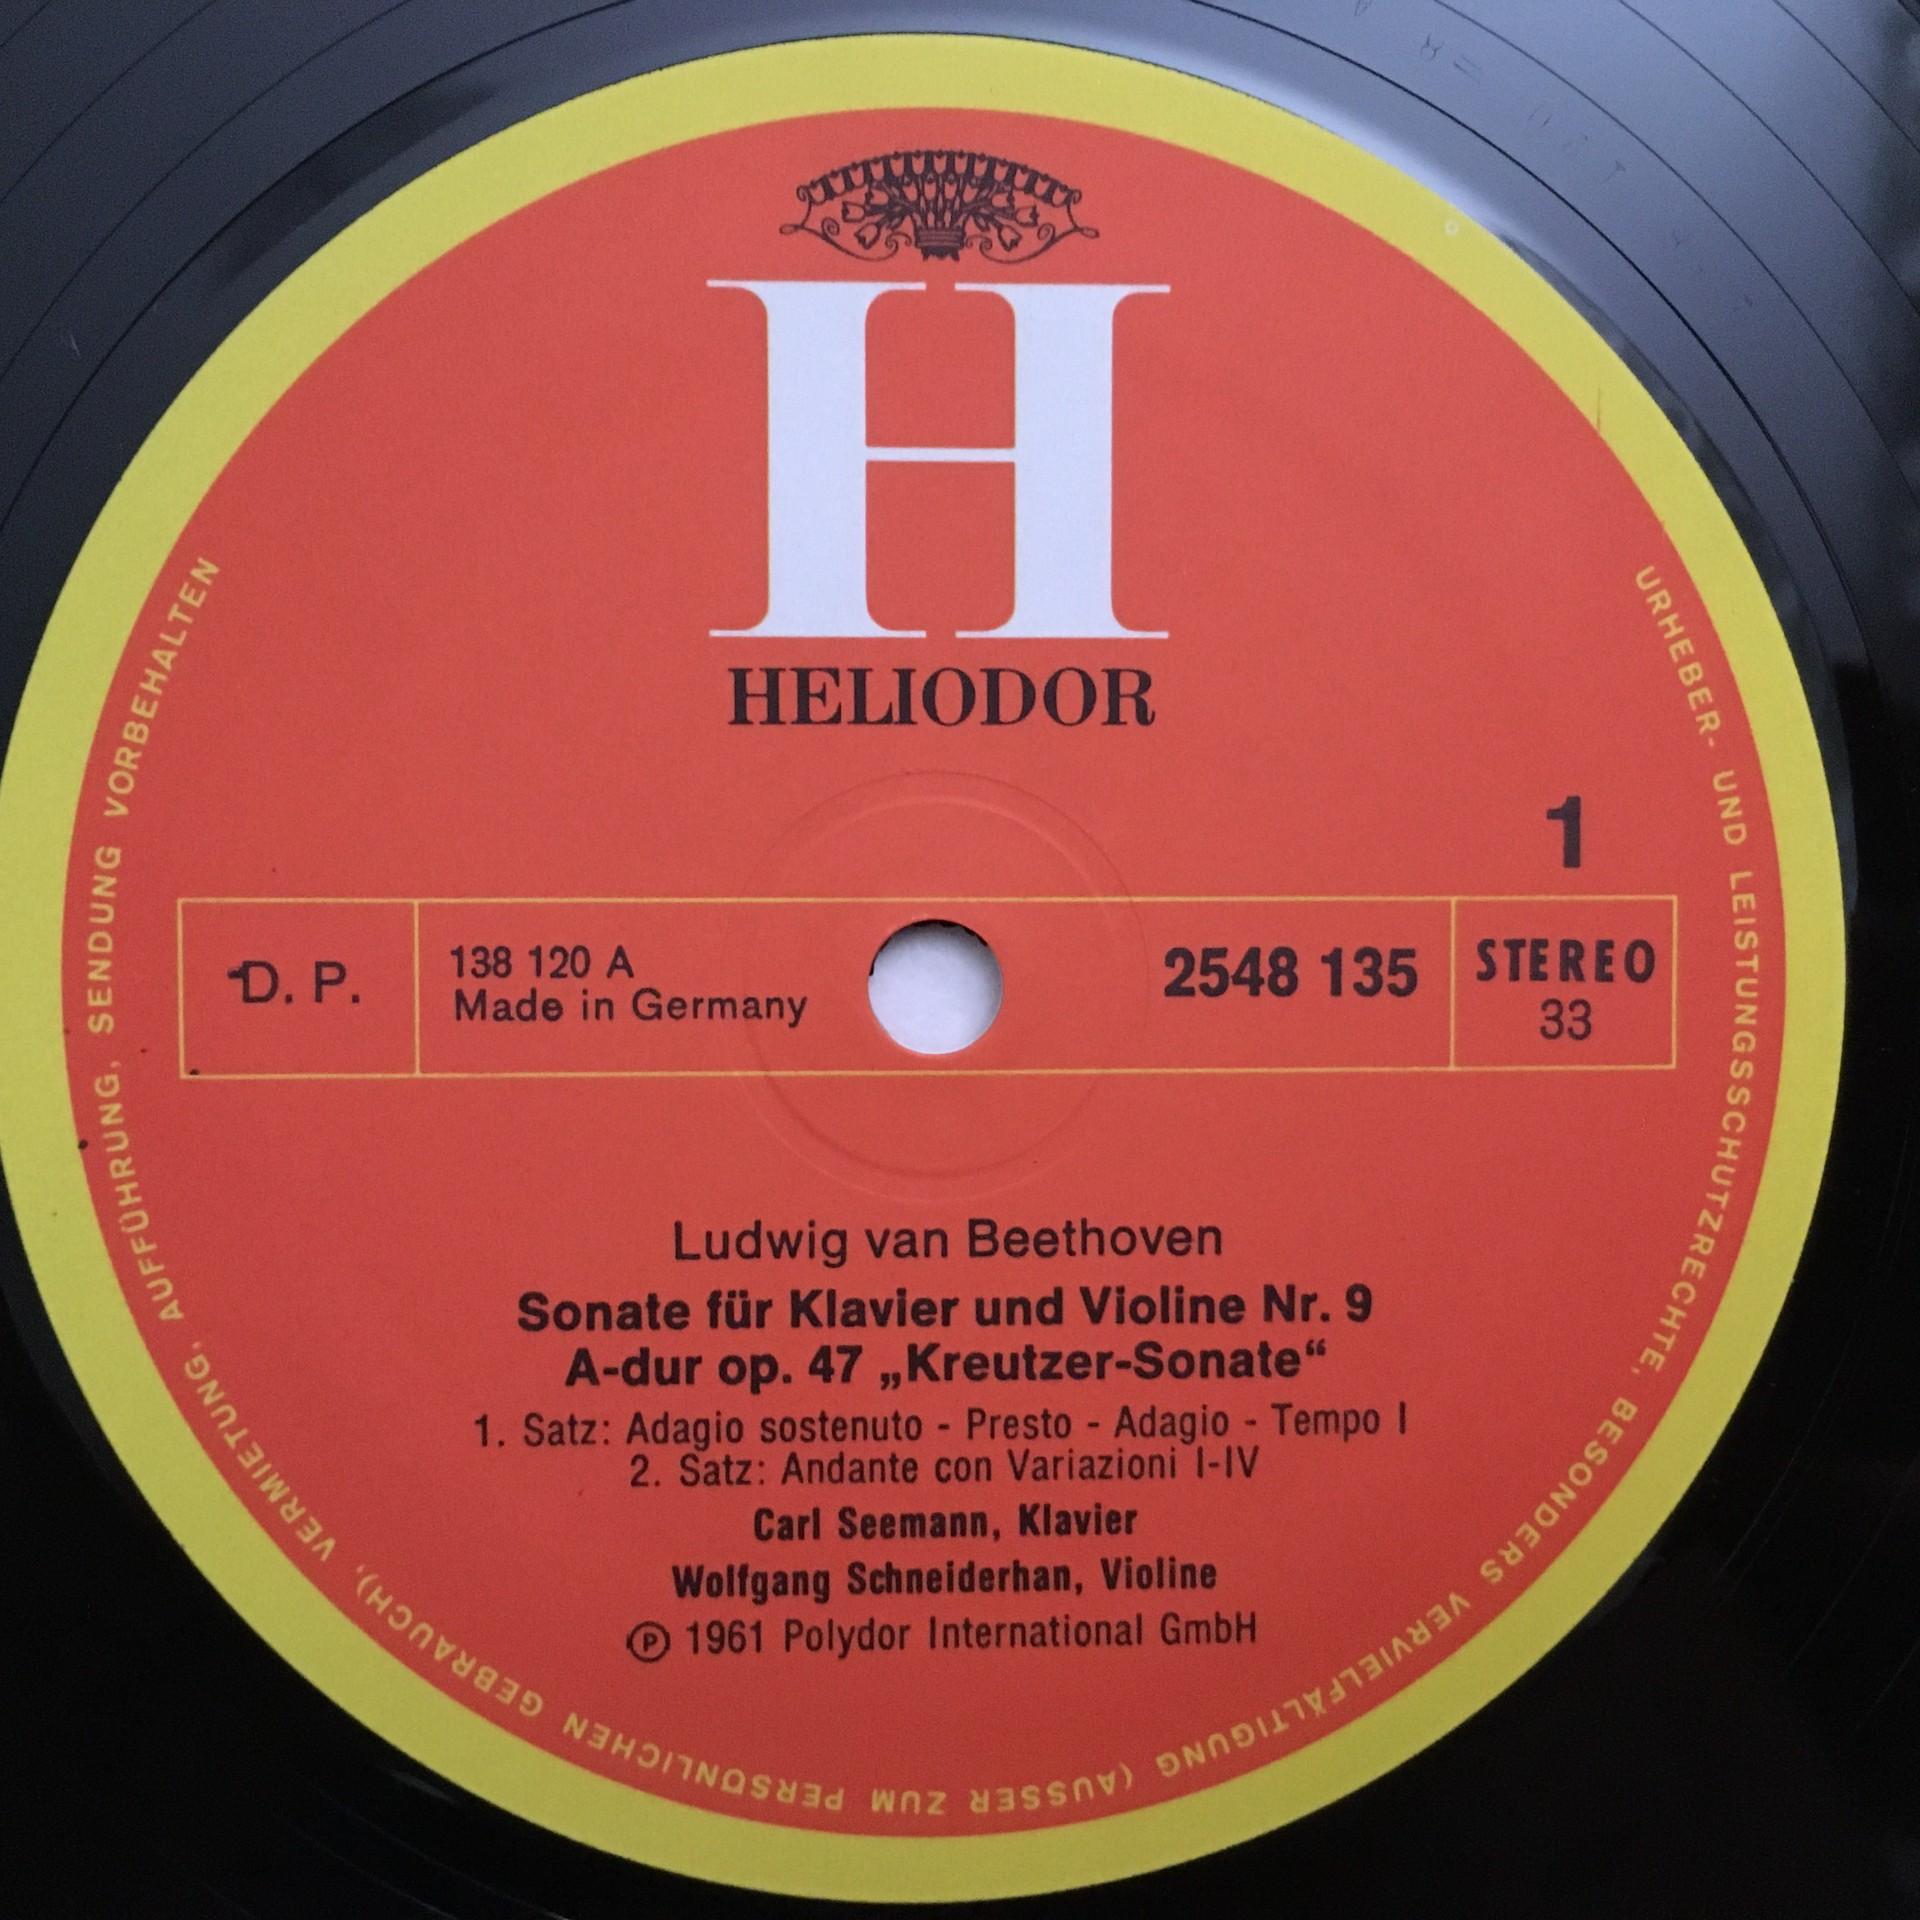 H
HELIODOR
1
D. P.
138 120 A
Made in Germany
2548 135
STEREO
33
Ludwig van Beethoven
Sonate für Klavier und Violine Nr. 9
A-dur op. 47 „Kreutzer-Sonate“
1. Satz: Adagio sostenuto - Presto - Adagio - Tempo I
2. Satz: Andante con Variazioni I-IV
Carl Seemann, Klavier
Wolfgang Schneiderhan, Violine
Ⓟ 1961 Polydor International GmbH
URHEBER- UND LEISTUNGSSCHUTZRECHTE, BESONDERS VERVIELFÄLTIGUNG (AUSSER ZUM PERSÖNLICHEN GEBRAUCH), VERMIETUNG, AUFFÜHRUNG, SENDUNG VORBEHALTEN